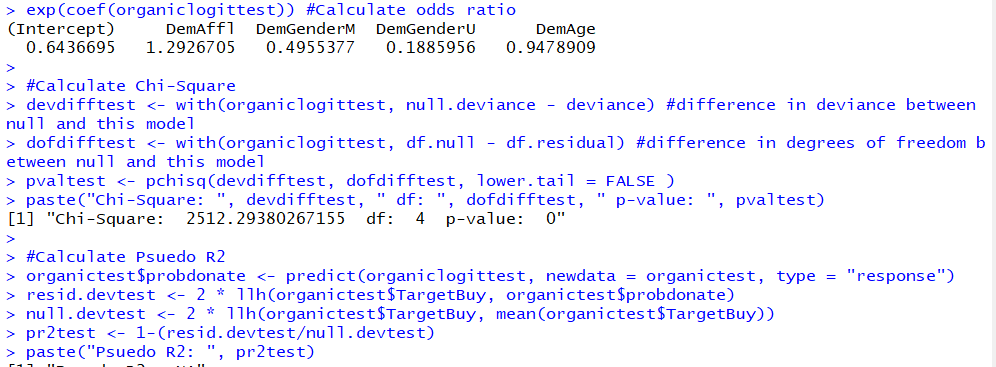 > exp(coef(organiclogittest)) #Calculate odds ratio
(Intercept)     DemAffl  DemGenderM  DemGenderU      DemAge
  0.6436695   1.2926705   0.4955377   0.1885956   0.9478909
>
> #Calculate Chi-Square
> devdifftest <- with(organiclogittest, null.deviance - deviance) #difference in deviance between
null and this model
> dofdifftest <- with(organiclogittest, df.null - df.residual) #difference in degrees of freedom b
etween null and this model
> pvaltest <- pchisq(devdifftest, dofdifftest, lower.tail = FALSE )
> paste("Chi-Square: ", devdifftest, " df: ", dofdifftest, " p-value: ", pvaltest)
[1] "Chi-Square:  2512.29380267155  df:  4  p-value:  0"
>
> #Calculate Psuedo R2
> organictest$probdonate <- predict(organiclogittest, newdata = organictest, type = "response")
> resid.devtest <- 2 * llh(organictest$TargetBuy, organictest$probdonate)
> null.devtest <- 2 * llh(organictest$TargetBuy, mean(organictest$TargetBuy))
> pr2test <- 1-(resid.devtest/null.devtest)
> paste("Psuedo R2: ", pr2test)